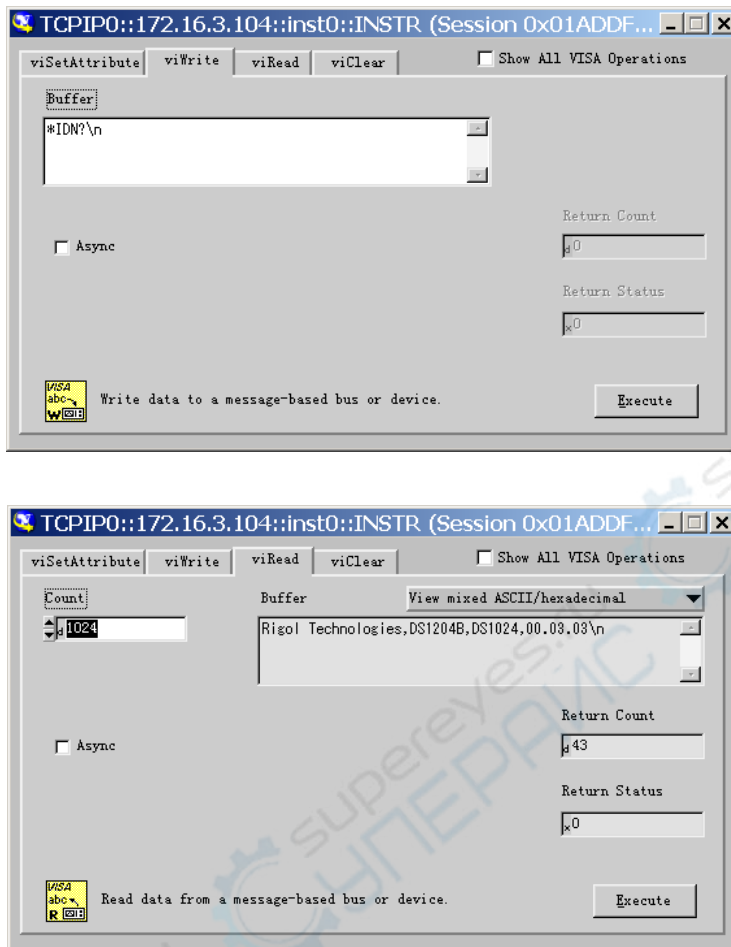 TCPIP0::172.16.3.104::inst0::INSTR (Session 0x01ADDF...
viSetAttribute viWrite viRead viClear Show All VISA Operations
Buffer
*IDN?\n
Return Count
d 0
Async
Return Status
x 0
VISA
abc
W
Write data to a message-based bus or device.
Execute
TCPIP0::172.16.3.104::inst0::INSTR (Session 0x01ADDF...
viSetAttribute viWrite viRead viClear Show All VISA Operations
Count Buffer View mixed ASCII/hexadecimal
d 1024
Rigol Technologies,DS1204B,DS1024,00.03.03\n
Return Count
Async
d 43
Return Status
x 0
VISA
abc
R
Read data from a message-based bus or device.
Execute
supereyes.ru
СУПЕРАЙС